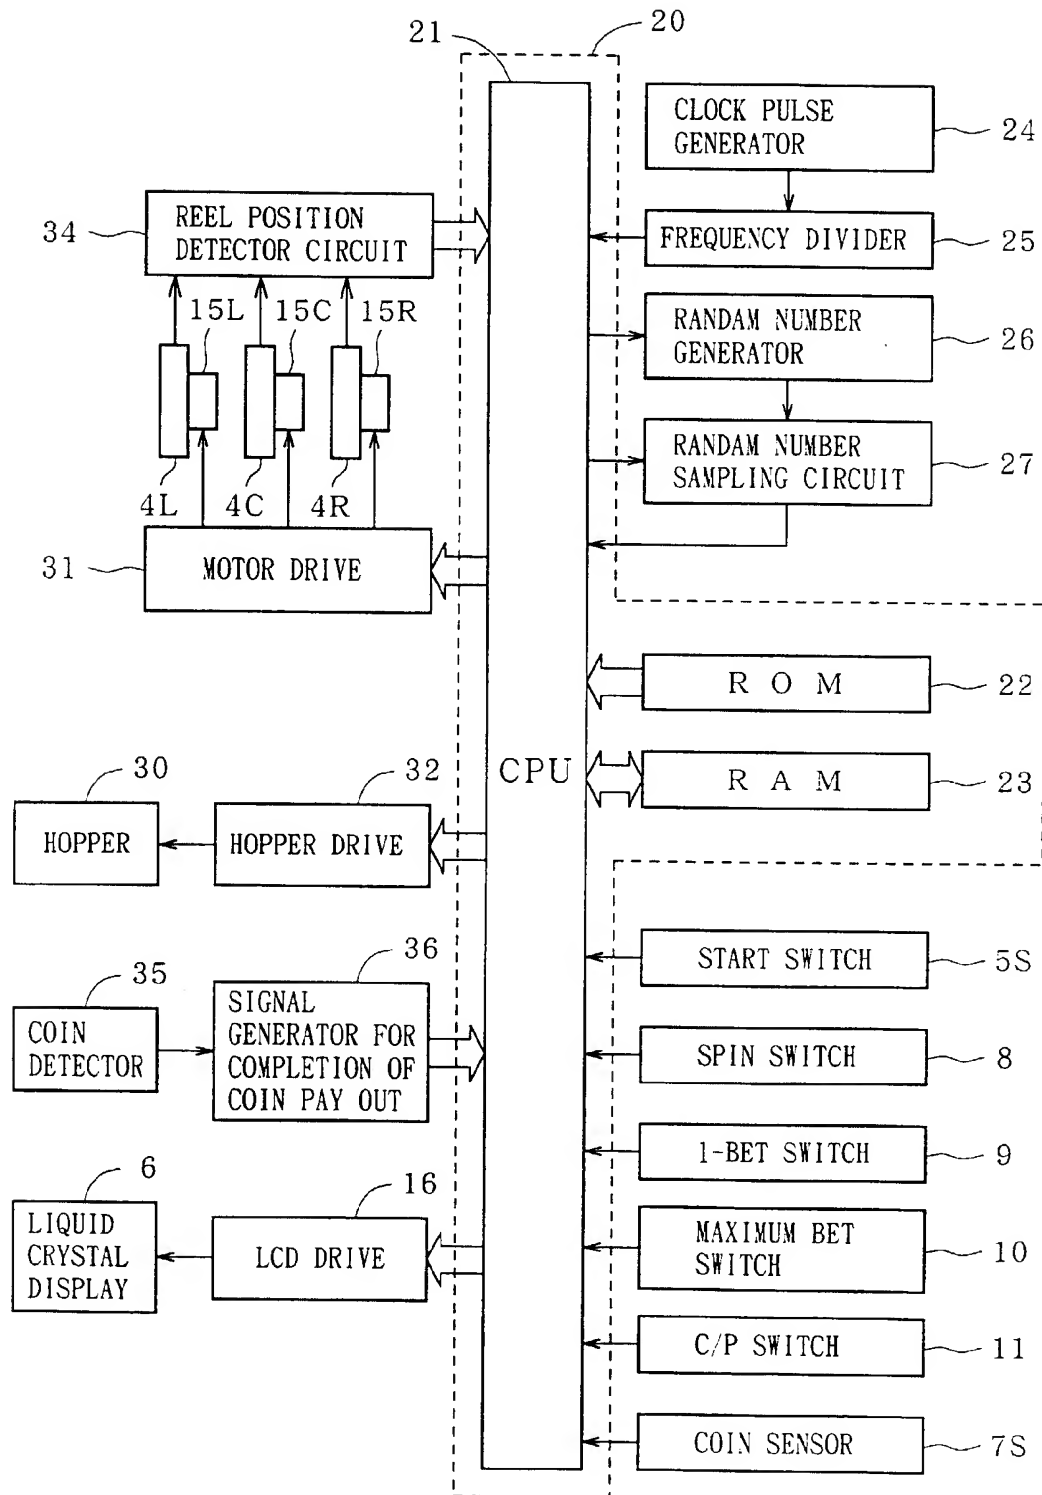 21
20
CLOCK PULSE
GENERATOR
24
34
REEL POSITION
DETECTOR CIRCUIT
FREQUENCY DIVIDER
25
15L 15C 15R
RANDAM NUMBER
GENERATOR
26
RANDAM NUMBER
SAMPLING CIRCUIT
27
4L 4C 4R
31
MOTOR DRIVE
ROM
22
CPU
RAM
23
30
32
HOPPER
HOPPER DRIVE
START SWITCH
5S
35
36
COIN
DETECTOR
SIGNAL
GENERATOR FOR
COMPLETION OF
COIN PAY OUT
SPIN SWITCH
8
1-BET SWITCH
9
6
16
LIQUID
CRYSTAL
DISPLAY
LCD DRIVE
MAXIMUM BET
SWITCH
10
C/P SWITCH
11
COIN SENSOR
7S